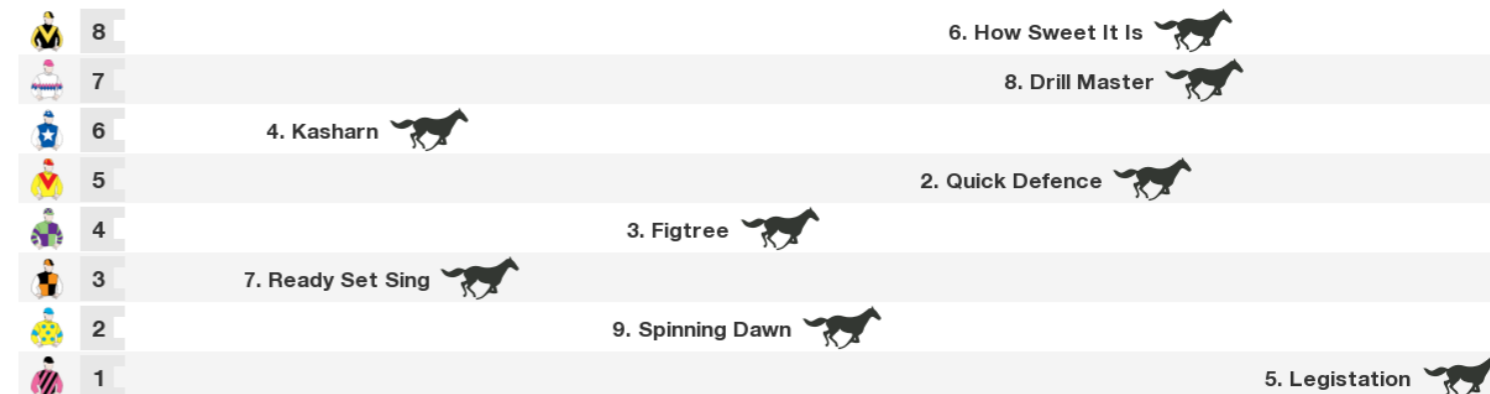 8 6. How Sweet It Is
7 8. Drill Master
6 4. Kasharn
5 2. Quick Defence
4 3. Figtree
3 7. Ready Set Sing
2 9. Spinning Dawn
1 5. Legistation